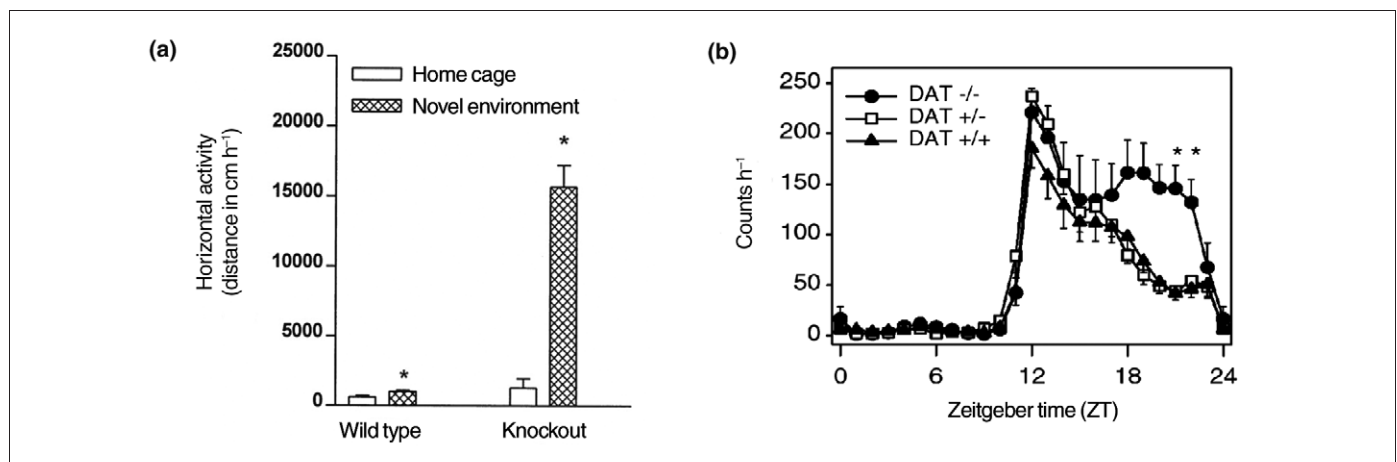 (a)
25000
20000
15000
10000
5000
0
Horizontal activity
(distance in cm h⁻¹)
Home cage
Novel environment
*
*
Wild type
Knockout
(b)
250
200
150
100
50
0
Counts h⁻¹
DAT -/-
DAT +/-
DAT +/+
* *
0 6 12 18 24
Zeitgeber time (ZT)